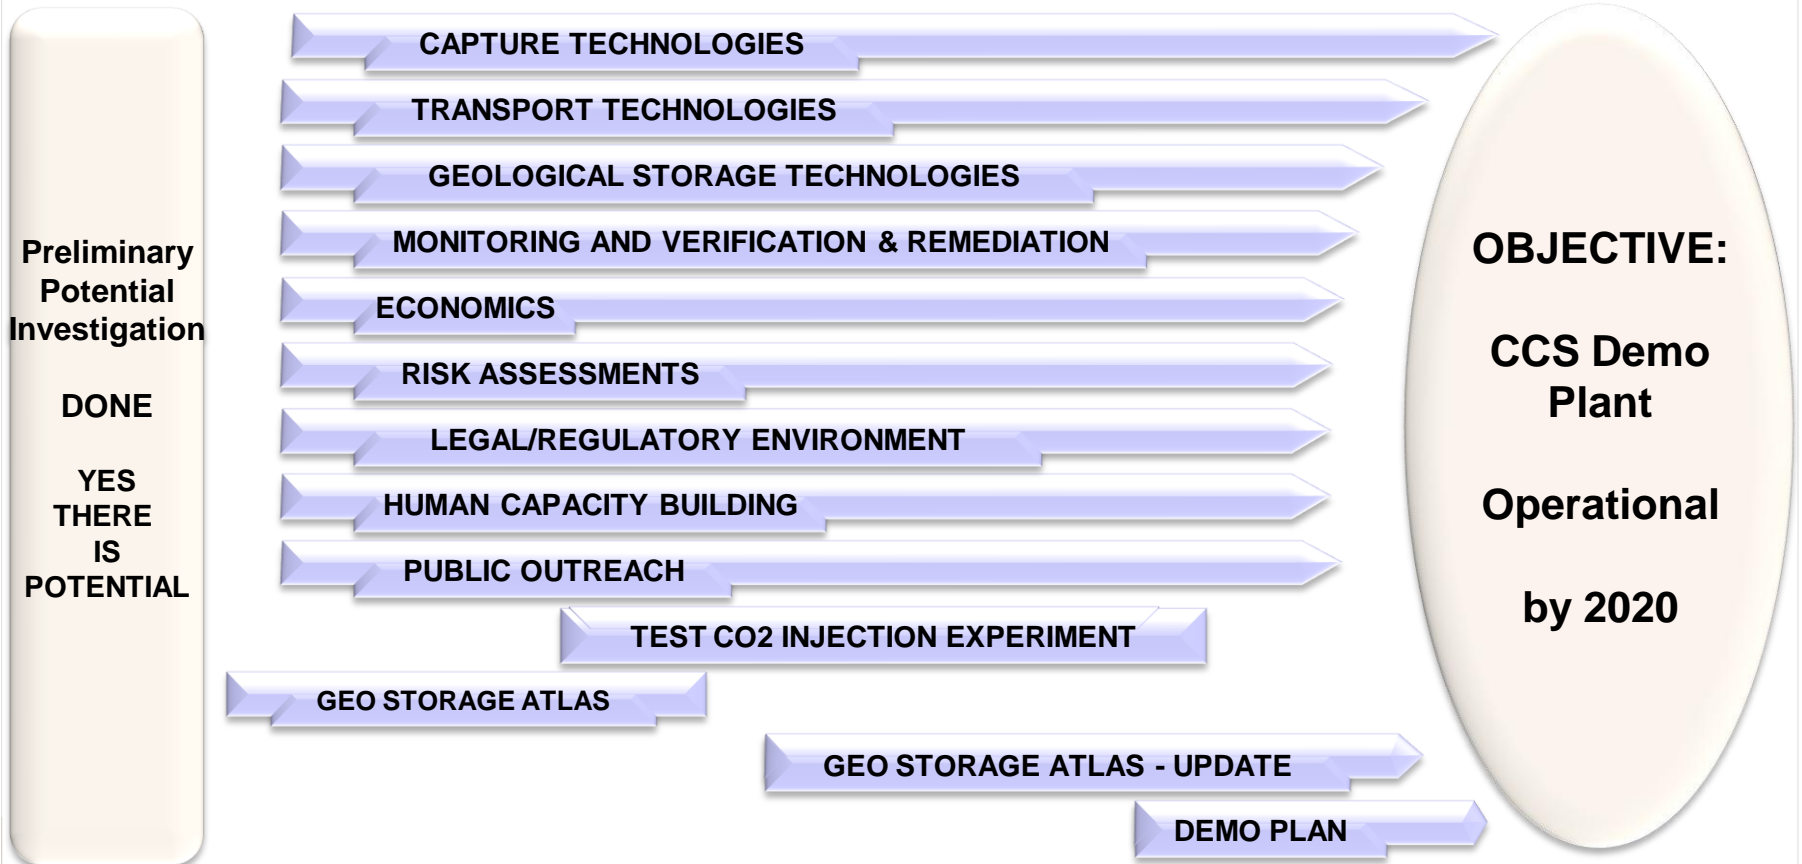 Preliminary
Potential
Investigation
DONE
YES
THERE
IS
POTENTIAL
CAPTURE TECHNOLOGIES
TRANSPORT TECHNOLOGIES
GEOLOGICAL STORAGE TECHNOLOGIES
MONITORING AND VERIFICATION & REMEDIATION
ECONOMICS
RISK ASSESSMENTS
LEGAL/REGULATORY ENVIRONMENT
HUMAN CAPACITY BUILDING
PUBLIC OUTREACH
TEST CO2 INJECTION EXPERIMENT
GEO STORAGE ATLAS
GEO STORAGE ATLAS - UPDATE
DEMO PLAN
OBJECTIVE:
CCS Demo
Plant
Operational
by 2020